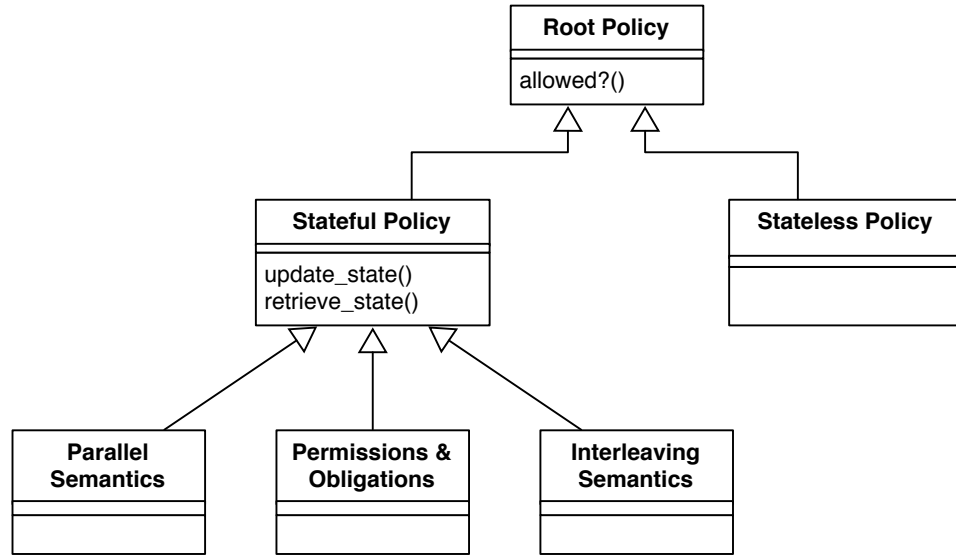 Root Policy
allowed?()
Stateful Policy
update_state()
retrieve_state()
Stateless Policy
Parallel
Semantics
Permissions &
Obligations
Interleaving
Semantics